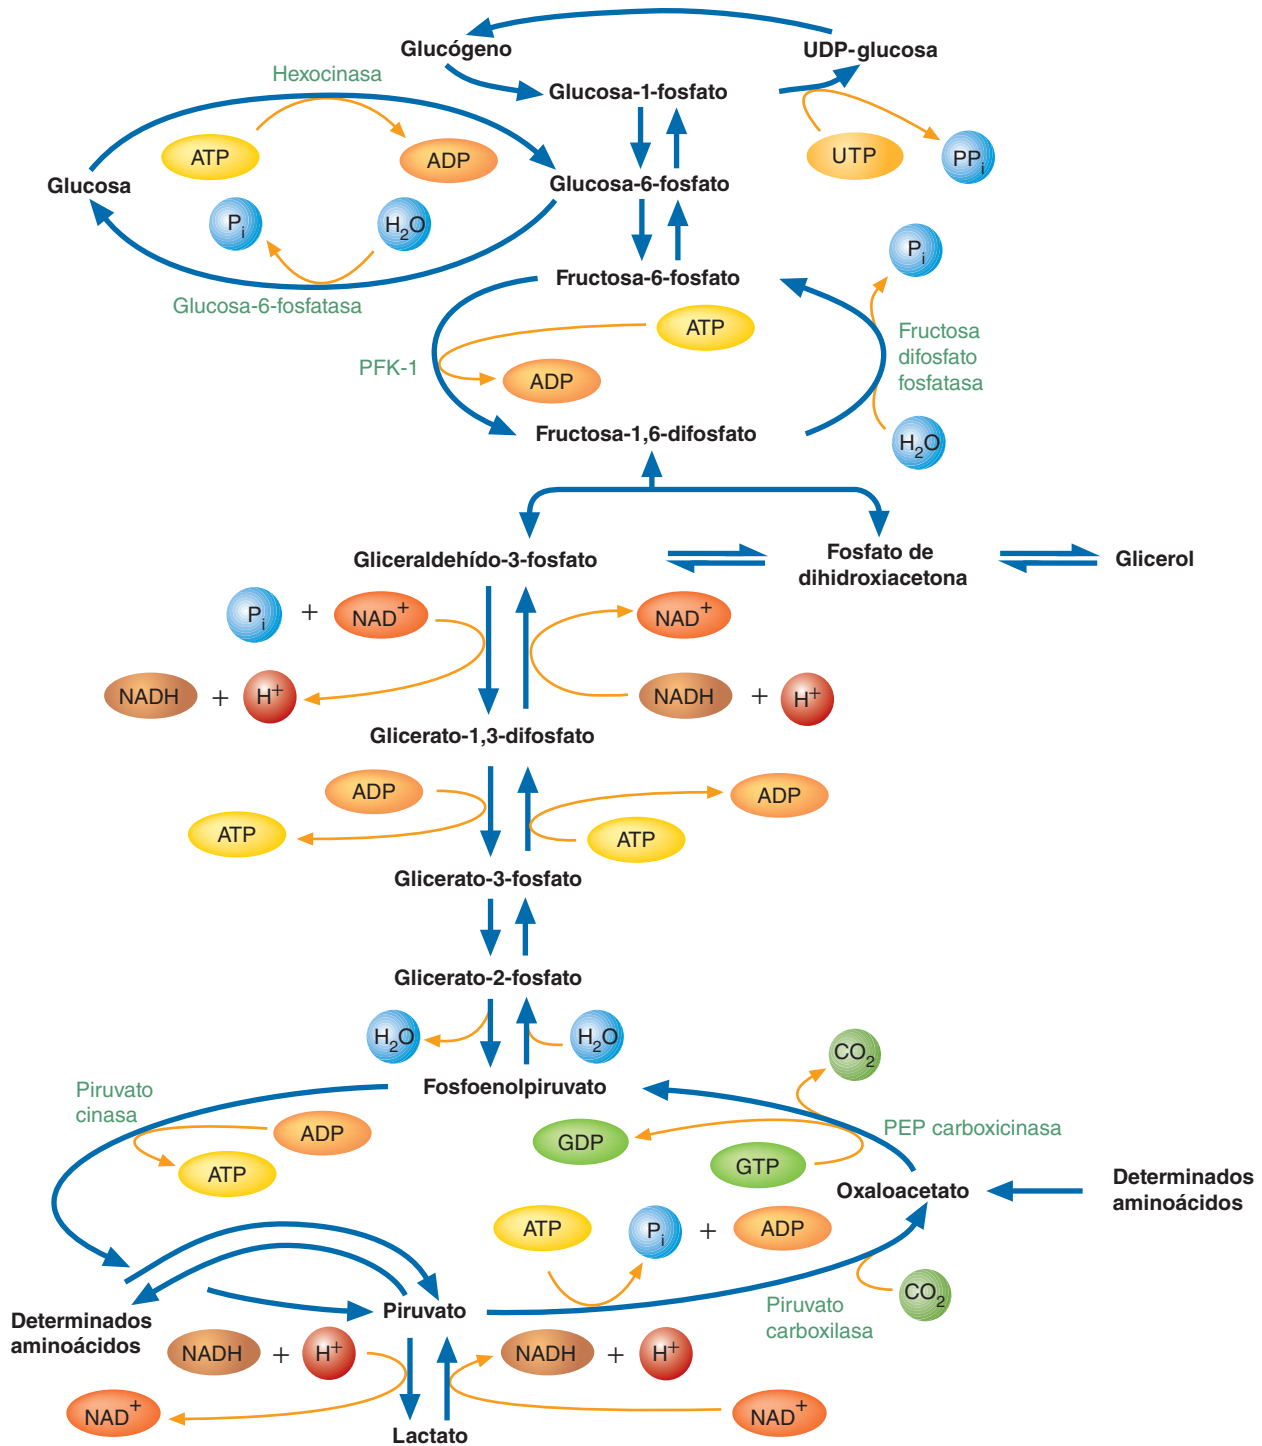 Glucógeno
UDP-glucosa
Hexocinasa
Glucosa-1-fosfato
ATP
ADP
UTP
PPi
Glucosa
Glucosa-6-fosfato
Pi
H2O
Pi
Glucosa-6-fosfatasa
Fructosa-6-fosfato
ATP
Fructosa
difosfato
fosfatasa
PFK-1
ADP
Fructosa-1,6-difosfato
H2O
Gliceraldehído-3-fosfato
Fosfato de
dihidroxiacetona
Glicerol
Pi + NAD+
NAD+
NADH + H+
NADH + H+
Glicerato-1,3-difosfato
ADP
ADP
ATP
ATP
Glicerato-3-fosfato
Glicerato-2-fosfato
H2O
H2O
CO2
Fosfoenolpiruvato
Piruvato
cinasa
ADP
GDP
PEP carboxicinasa
ATP
GTP
Oxaloacetato
Determinados
aminoácidos
ATP
Pi + ADP
CO2
Piruvato
Piruvato
carboxilasa
Determinados
aminoácidos
NADH + H+
NADH + H+
NAD+
NAD+
Lactato